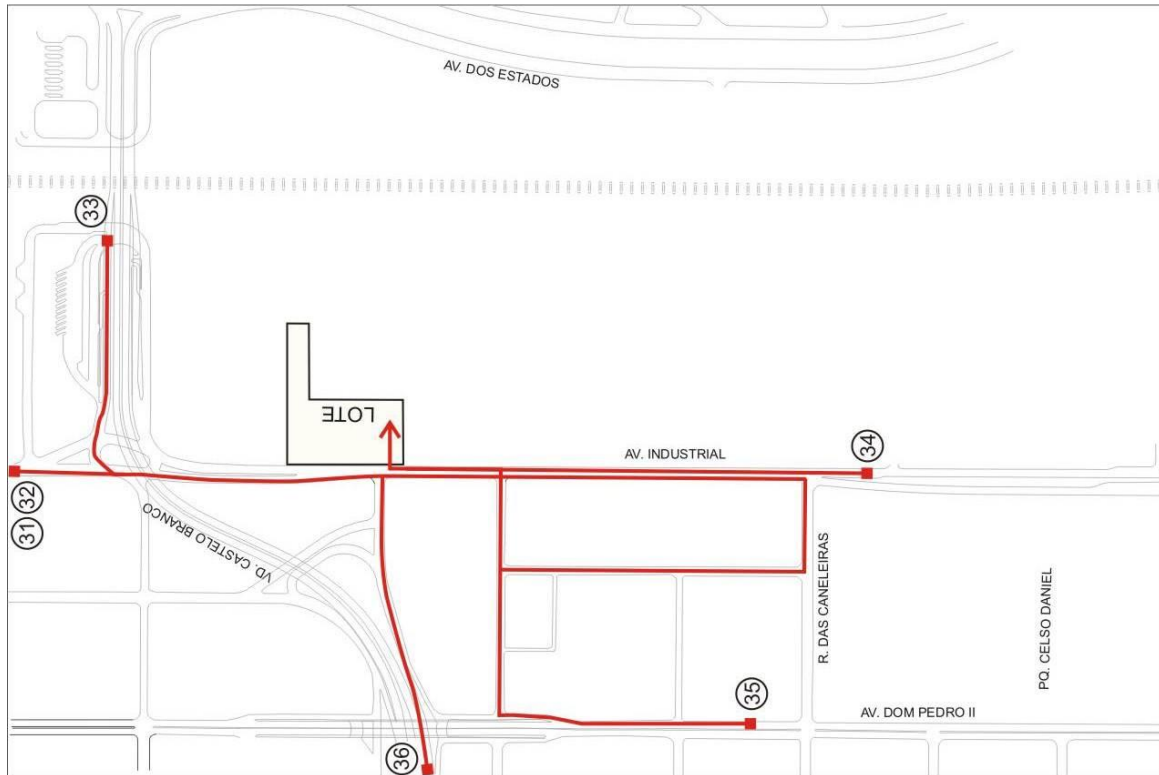 AV. DOS ESTADOS
33
LOTE
AV. INDUSTRIAL
34
31 32
VD. CASTELO BRANCO
R. DAS CANELEIRAS
PQ. CELSO DANIEL
35
AV. DOM PEDRO II
36